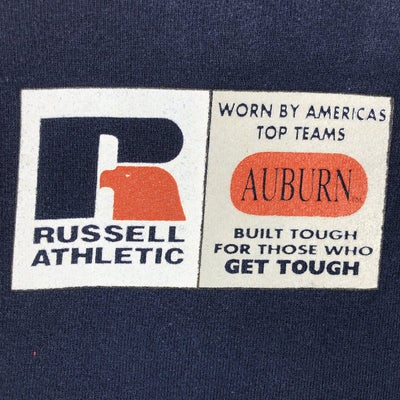 R
RUSSELL
ATHLETIC
WORN BY AMERICAS
TOP TEAMS
AUBURN
BUILT TOUGH
FOR THOSE WHO
GET TOUGH